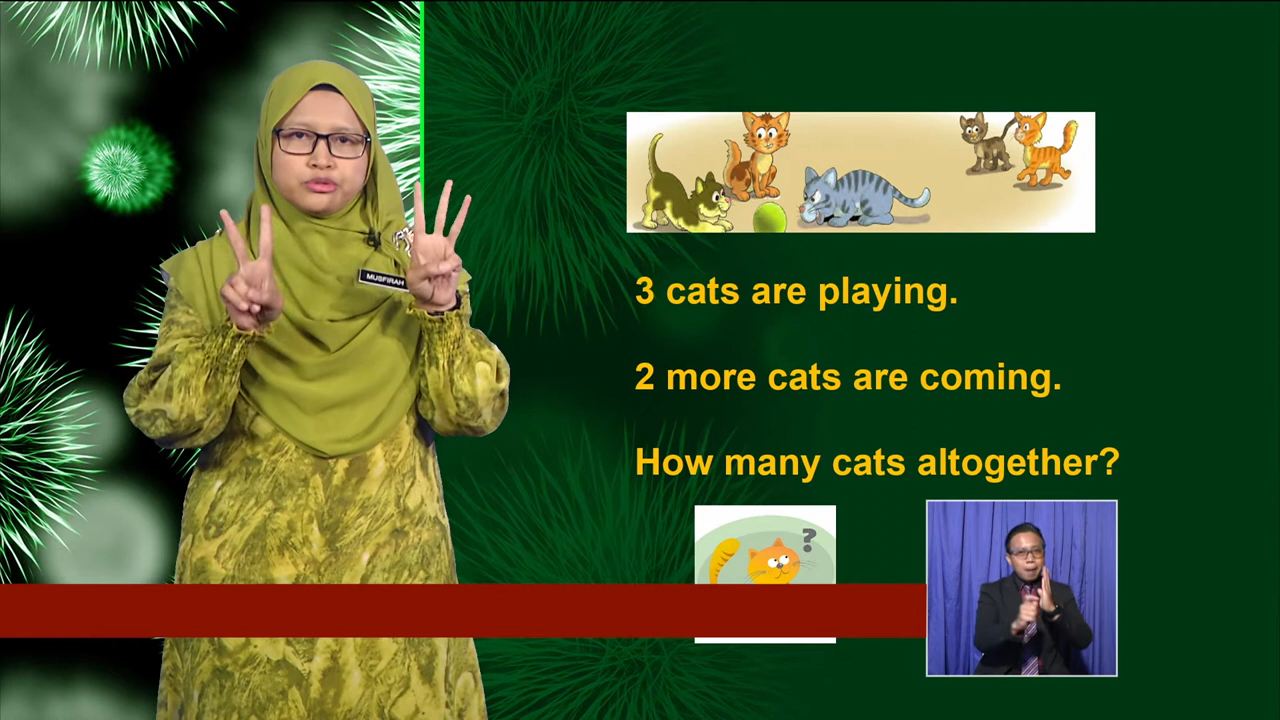 MUSFIRAH
3 cats are playing.
2 more cats are coming.
How many cats altogether?
?